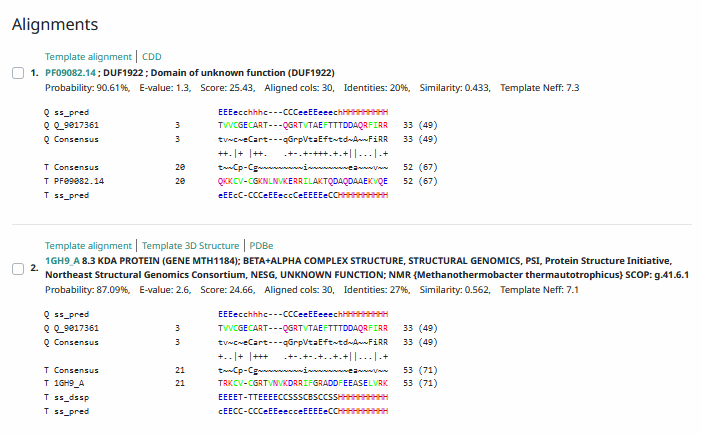 Alignments
Template alignment | CDD
1. PF09082.14 ; DUF1922 ; Domain of unknown function (DUF1922)
Probability: 90.61%, E-value: 1.3, Score: 25.43, Aligned cols: 30, Identities: 20%, Similarity: 0.433, Template Neff: 7.3
Q ss_pred EEEecchhhc---CCCeeEEeeechHHHHHHHHH
Q Q_9017361 3 TVVCGECART---QGRTVTAEFTTTDDAQRFIRR 33 (49)
Q Consensus 3 tv~c~eCart---qGrpVtaEft~td~A~~FiRR 33 (49)
++.|+ |++. .+-.+-+++.+.+||...|.+
T Consensus 20 t~~Cp-Cg~~~~~~~~~~i~~~~~~~~ea~~~v~~ 52 (67)
T PF09082.14 20 QKKCV-CGKNLNVKERRILAKTQDAQDAAEKVQE 52 (67)
T ss_pred eEEcC-CCCEEeeccCeEEEEeCCHHHHHHHHHH
Template alignment | Template 3D Structure | PDBe
2. 1GH9_A 8.3 KDA PROTEIN (GENE MTH1184); BETA+ALPHA COMPLEX STRUCTURE, STRUCTURAL GENOMICS, PSI, Protein Structure Initiative,
Northeast Structural Genomics Consortium, NESG, UNKNOWN FUNCTION; NMR {Methanothermobacter thermautotrophicus} SCOP: g.41.6.1
Probability: 87.09%, E-value: 2.6, Score: 24.66, Aligned cols: 30, Identities: 27%, Similarity: 0.562, Template Neff: 7.1
Q ss_pred EEEecchhhc---CCCeeEEeeechHHHHHHHHH
Q Q_9017361 3 TVVCGECART---QGRTVTAEFTTTDDAQRFIRR 33 (49)
Q Consensus 3 tv~c~eCart---qGrpVtaEft~td~A~~FiRR 33 (49)
+..|+ |+++ .+-.+-.+-..+.+||...|.+
T Consensus 21 t~~Cp-Cg~~~~~~~~~~i~~~~~~~~ea~~~v~~ 53 (71)
T 1GH9_A 21 TRKCV-CGRTVNVKDRRIFGRADDFEEASELVRK 53 (71)
T ss_dssp EEEET-TTEEEECCSSSCBSCCSSHHHHHHHHHH
T ss_pred cEECC-CCCeEeecceEEEEeCCHHHHHHHHHH